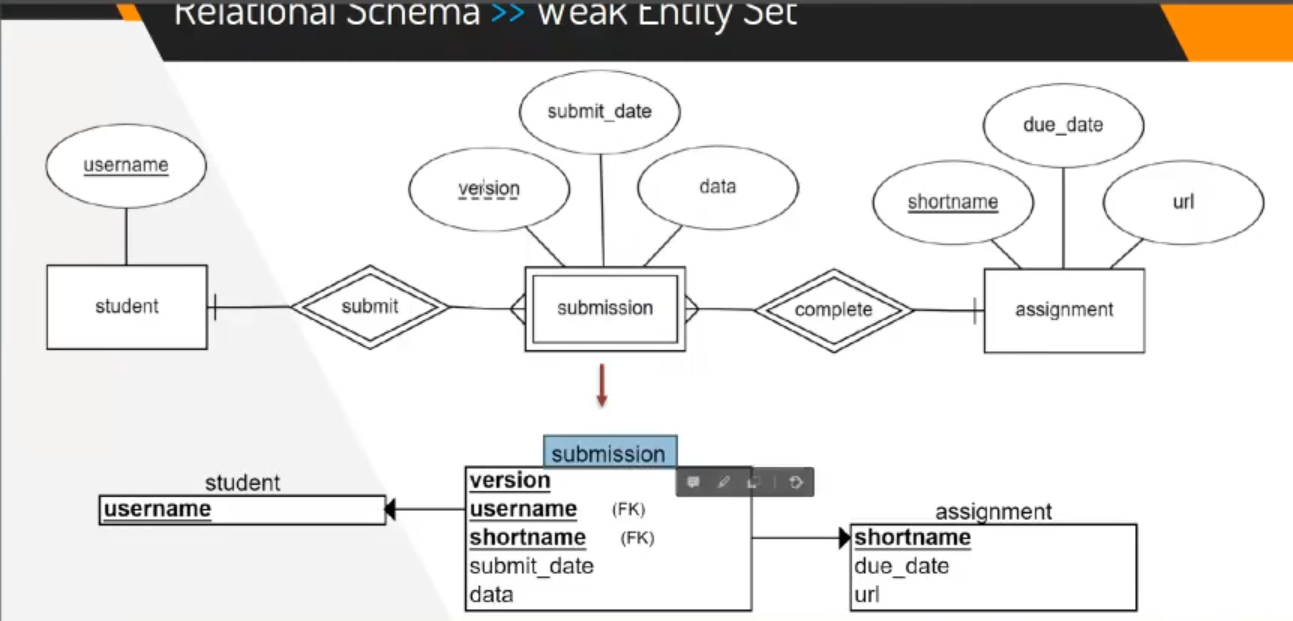 Relational Schema >> Weak Entity Set
submit_date
due_date
username
version
data
shortname
url
student
submit
submission
complete
assignment
submission
student
version
username
username (FK)
assignment
shortname (FK)
shortname
submit_date
due_date
data
url